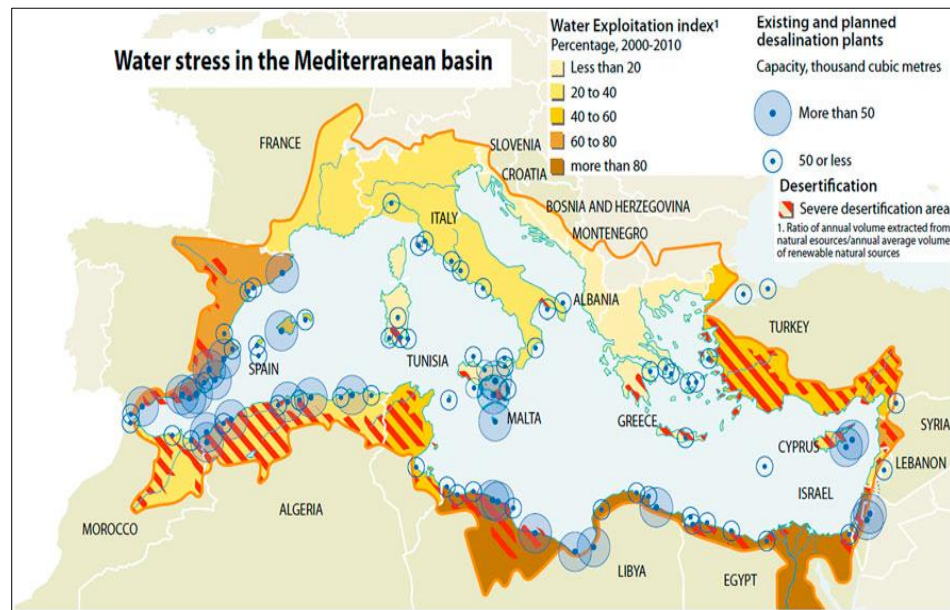 Water stress in the Mediterranean basin
Water Exploitation index¹
Percentage, 2000-2010
Less than 20
20 to 40
40 to 60
60 to 80
more than 80
Existing and planned
desalination plants
Capacity, thousand cubic metres
More than 50
50 or less
Desertification
Severe desertification area
1. Ratio of annual volume extracted from
natural esources/annual average volume
of renewable natural sources
FRANCE
SLOVENIA
CROATIA
BOSNIA AND HERZEGOVINA
MONTENEGRO
ITALY
ALBANIA
TURKEY
SPAIN
TUNISIA
MALTA
GREECE
CYPRUS
SYRIA
LEBANON
ISRAEL
MOROCCO
ALGERIA
LIBYA
EGYPT